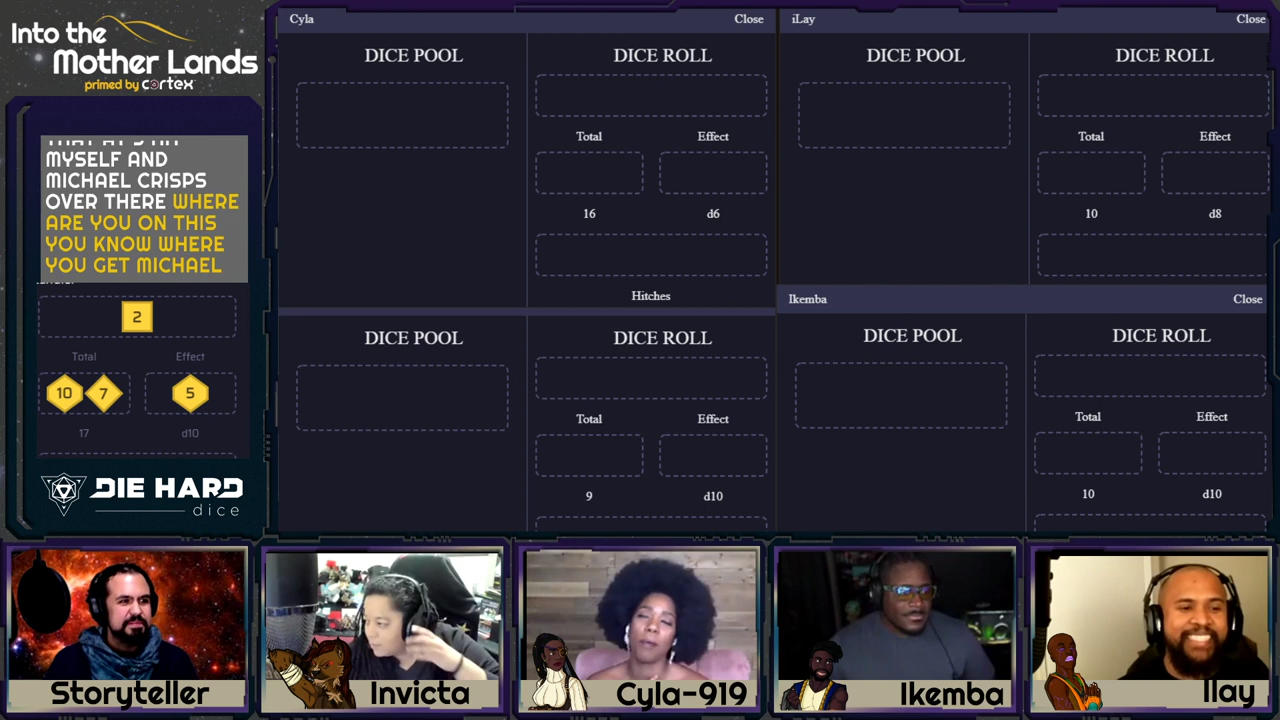 Into the
Mother Lands
primed by cortex
MYSELF AND
MICHAEL CRISPS
OVER THERE WHERE
ARE YOU ON THIS
YOU KNOW WHERE
YOU GET MICHAEL
2
Total
Effect
10
7
5
17
d10
DIE HARD
dice
Cyla
Close
DICE POOL
DICE ROLL
Total
Effect
16
d6
Hitches
iLay
Close
DICE POOL
DICE ROLL
Total
Effect
10
d8
DICE POOL
DICE ROLL
Total
Effect
9
d10
Ikemba
Close
DICE POOL
DICE ROLL
Total
Effect
10
d10
Storyteller
Invicta
Cyla-919
Ikemba
Ilay